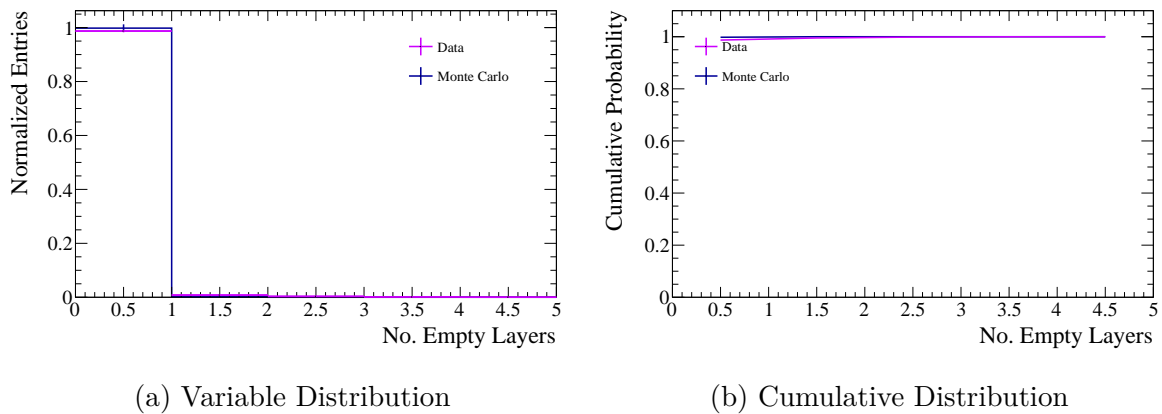 Normalized Entries
1
0.8
0.6
0.4
0.2
0
0 0.5 1 1.5 2 2.5 3 3.5 4 4.5 5
No. Empty Layers
Data
Monte Carlo
(a) Variable Distribution
Cumulative Probability
1
0.8
0.6
0.4
0.2
0
0 0.5 1 1.5 2 2.5 3 3.5 4 4.5 5
No. Empty Layers
Data
Monte Carlo
(b) Cumulative Distribution